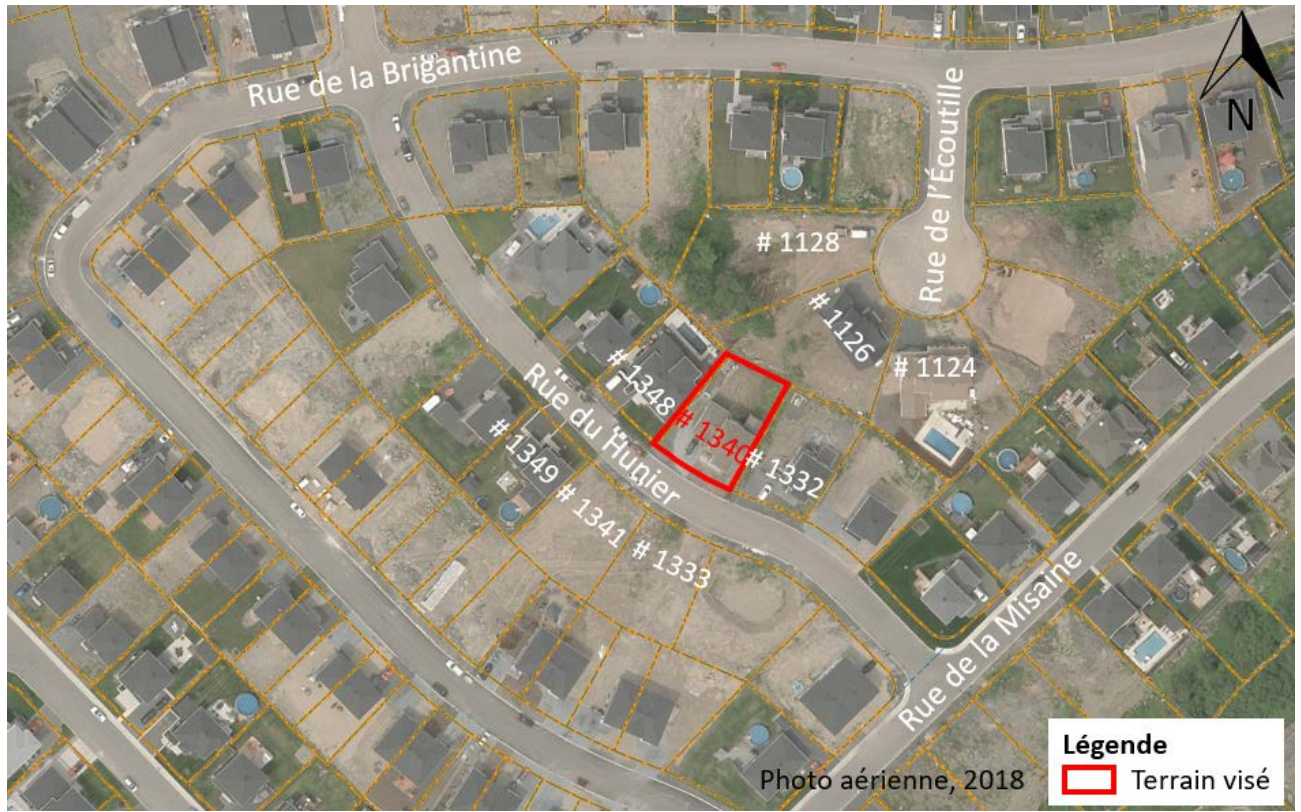 Rue de la Brigantine
N
Rue de l'Écoutille
# 1128
# 1126
# 1124
# 1348
# 1340
# 1332
Rue du Hunier
# 1349
# 1341
# 1333
Rue de la Misaine
Légende
Terrain visé
Photo aérienne, 2018